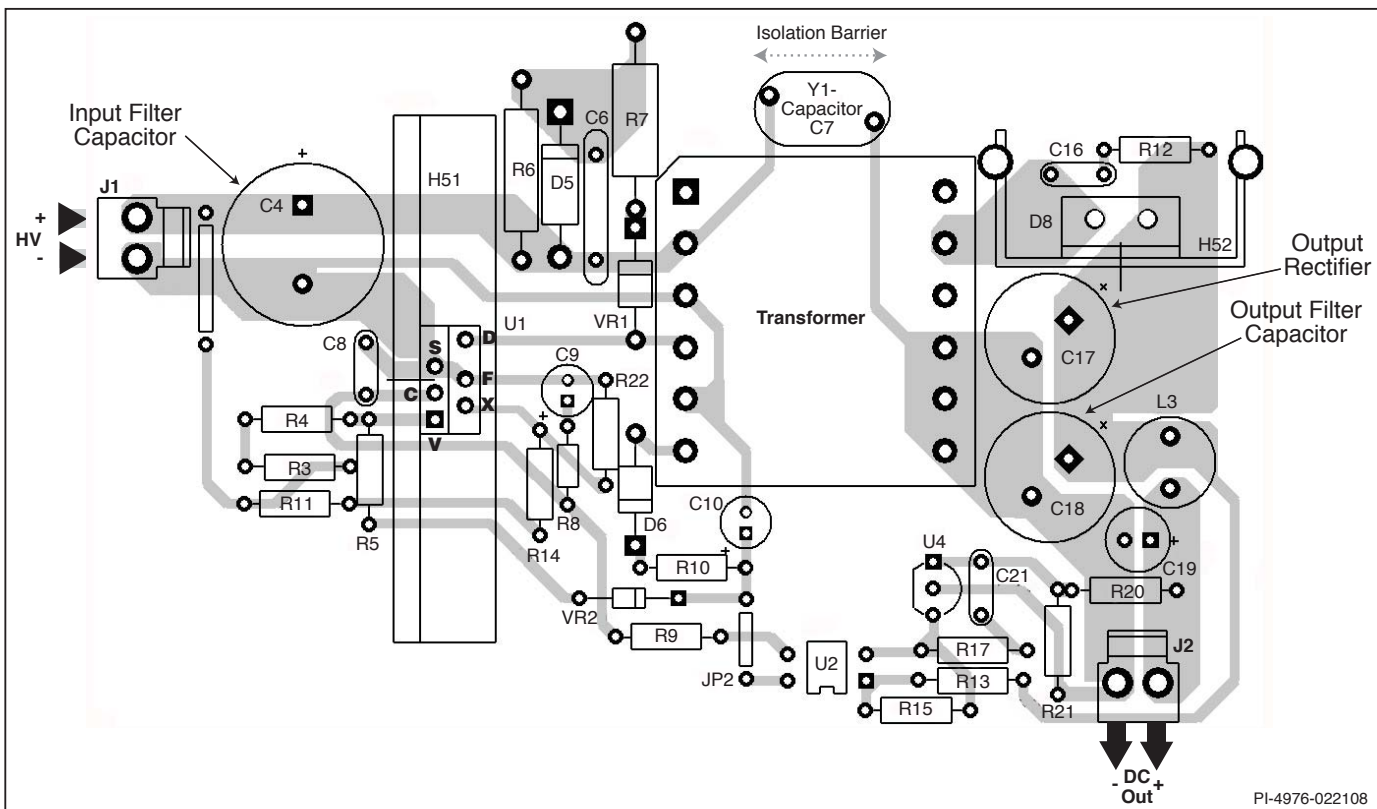 Isolation Barrier
Y1-
Capacitor
C7
Input Filter
Capacitor
+
J1
+
HV
-
C4
H51
R6
D5
C6
R7
C16
R12
D8
H52
Output
Rectifier
Output Filter
Capacitor
Transformer
VR1
U1
C8
S
D
F
C
X
V
C9
R22
C17
C18
L3
R4
R3
R11
R5
+
R14
R8
D6
C10
+
R10
VR2
R9
JP2
U2
U4
C21
C19
+
R20
R17
R13
R15
R21
J2
- DC +
Out
PI-4976-022108